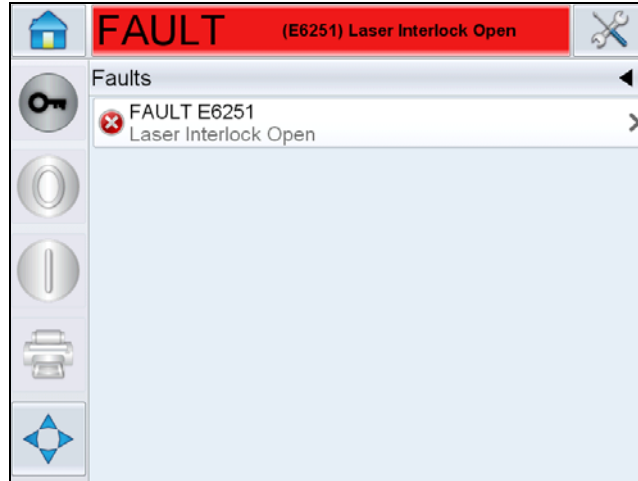 FAULT
(E6251) Laser Interlock Open
Faults
FAULT E6251
Laser Interlock Open